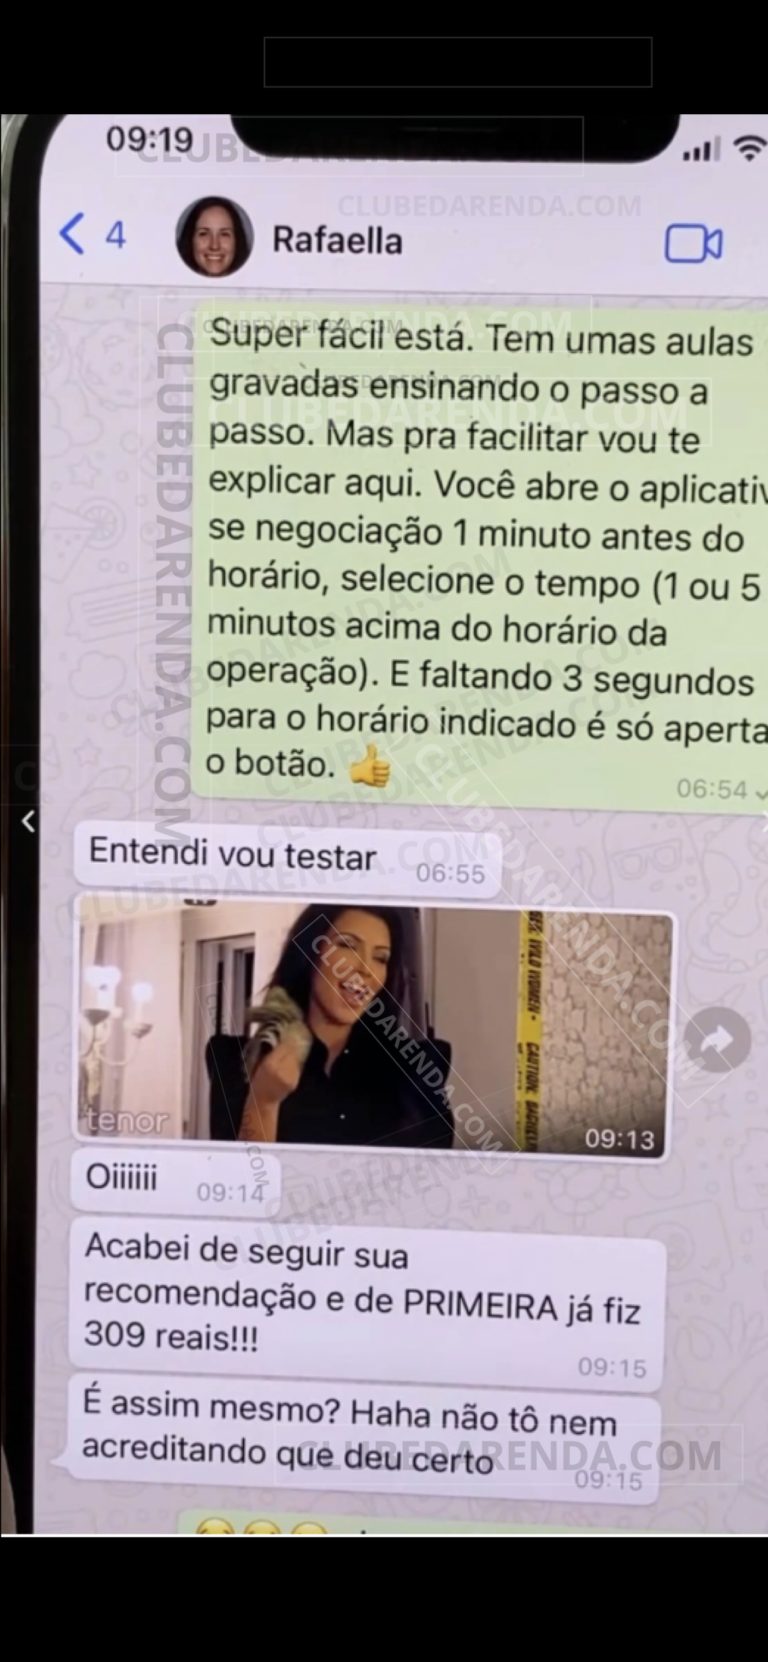 09:19
CLUBEDARENDA.COM
4
Rafaella
Super fácil está. Tem umas aulas
gravadas ensinando o passo a
passo. Mas pra facilitar vou te
explicar aqui. Você abre o aplicativ
se negociação 1 minuto antes do
horário, selecione o tempo (1 ou 5
minutos acima do horário da
operação). E faltando 3 segundos
para o horário indicado é só aperta
o botão. 👍
06:54
CLUBEDARENDA.COM
Entendi vou testar
06:55
CLUBEDARENDA.COM
CLUBEDARENDA.COM
tenor
09:13
Oiiiiii
09:14
Acabei de seguir sua
recomendação e de PRIMEIRA já fiz
309 reais!!!
09:15
É assim mesmo? Haha não tô nem
acreditando que deu certo
09:15
CLUBEDARENDA.COM